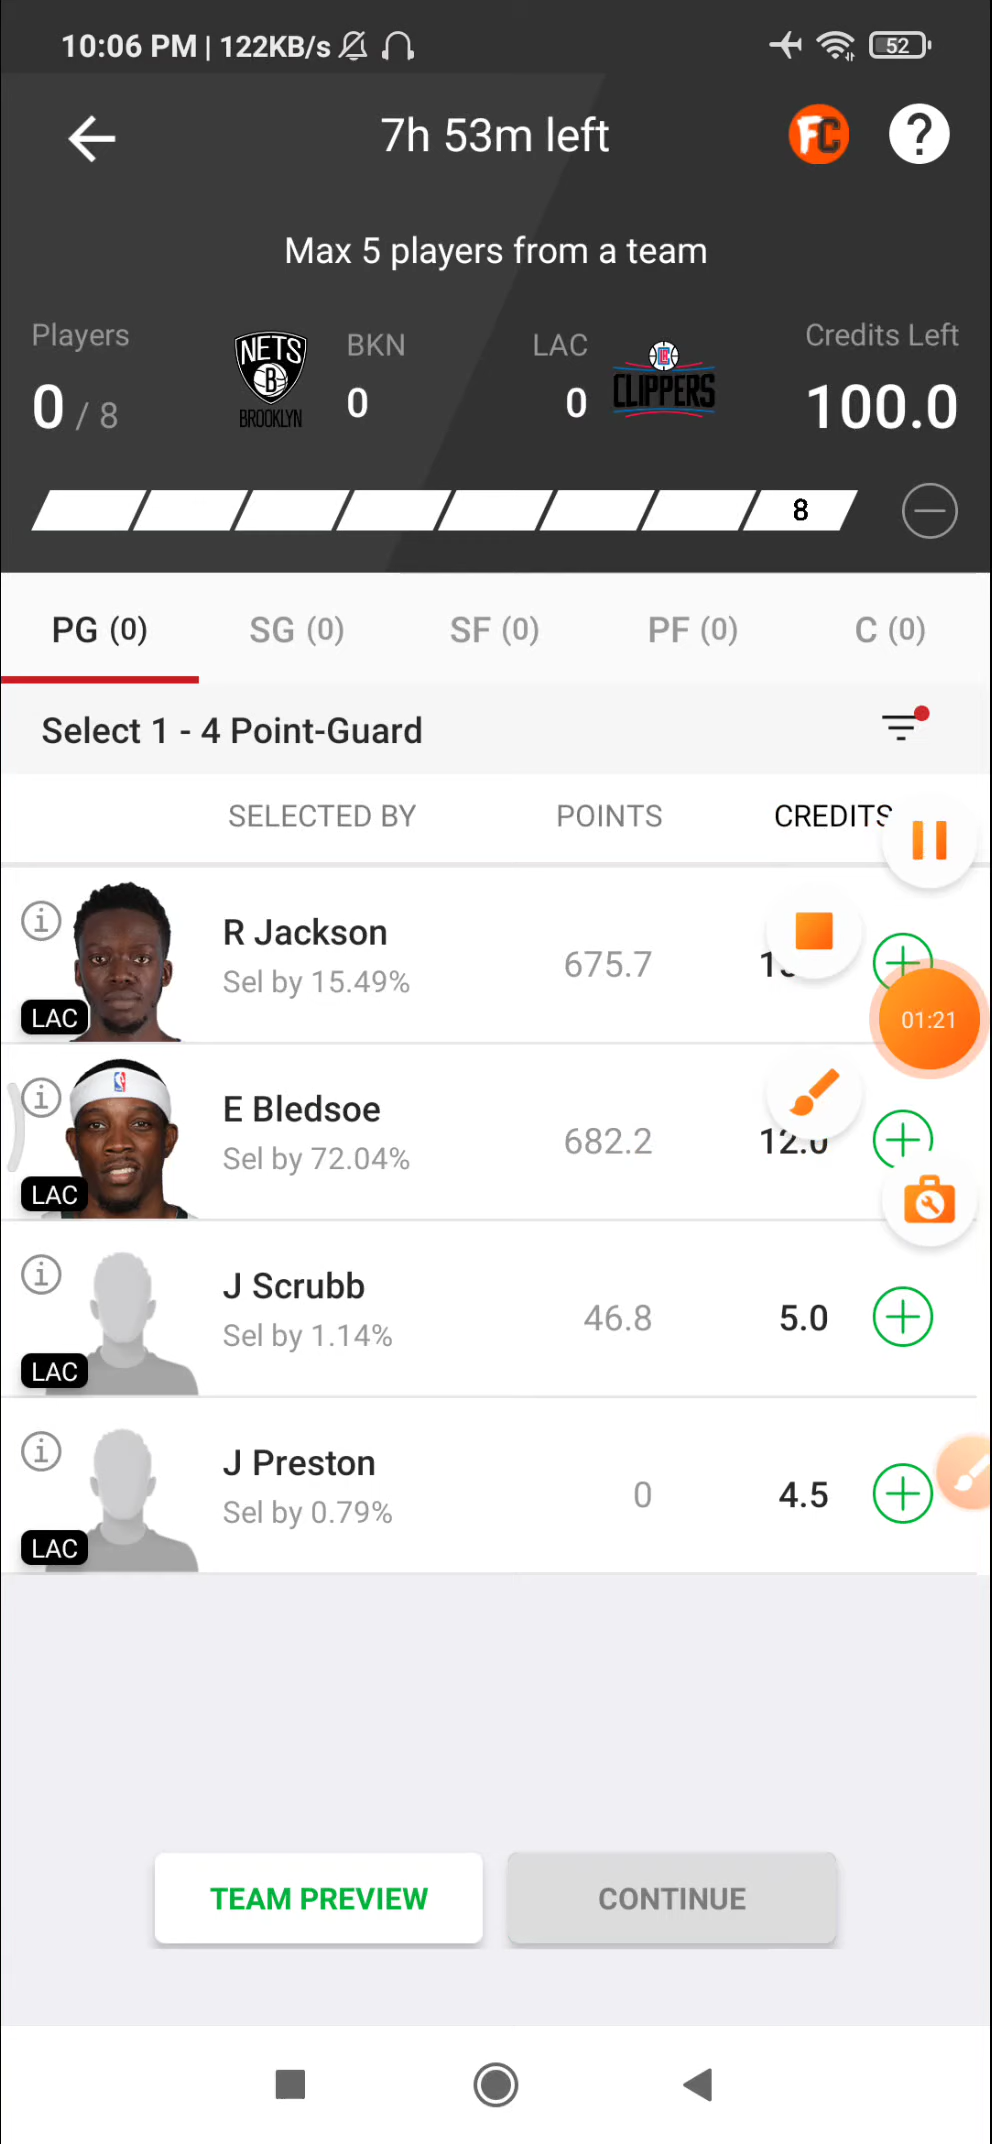 10:06 PM | 122KB/s 52
7h 53m left FC ?
Max 5 players from a team
Players BKN LAC Credits Left
0 / 8 NETS B BROOKLYN 0 0 CLIPPERS 100.0
8
PG (0) SG (0) SF (0) PF (0) C (0)
Select 1 - 4 Point-Guard
SELECTED BY POINTS CREDITS
R Jackson
Sel by 15.49% 675.7
LAC
01:21
E Bledsoe
Sel by 72.04% 682.2 12.0
LAC
J Scrubb
Sel by 1.14% 46.8 5.0
LAC
J Preston
Sel by 0.79% 0 4.5
LAC
TEAM PREVIEW CONTINUE